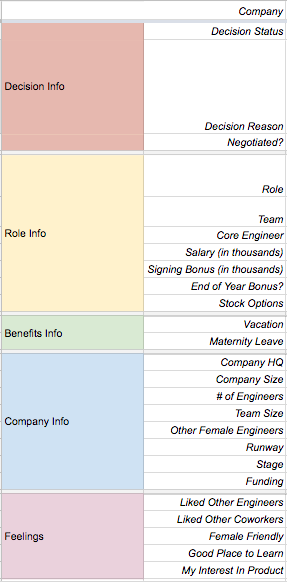 Company
Decision Status
Decision Info
Decision Reason
Negotiated?
Role
Team
Role Info
Core Engineer
Salary (in thousands)
Signing Bonus (in thousands)
End of Year Bonus?
Stock Options
Vacation
Benefits Info
Maternity Leave
Company HQ
Company Size
# of Engineers
Team Size
Company Info
Other Female Engineers
Runway
Stage
Funding
Liked Other Engineers
Liked Other Coworkers
Feelings
Female Friendly
Good Place to Learn
My Interest In Product